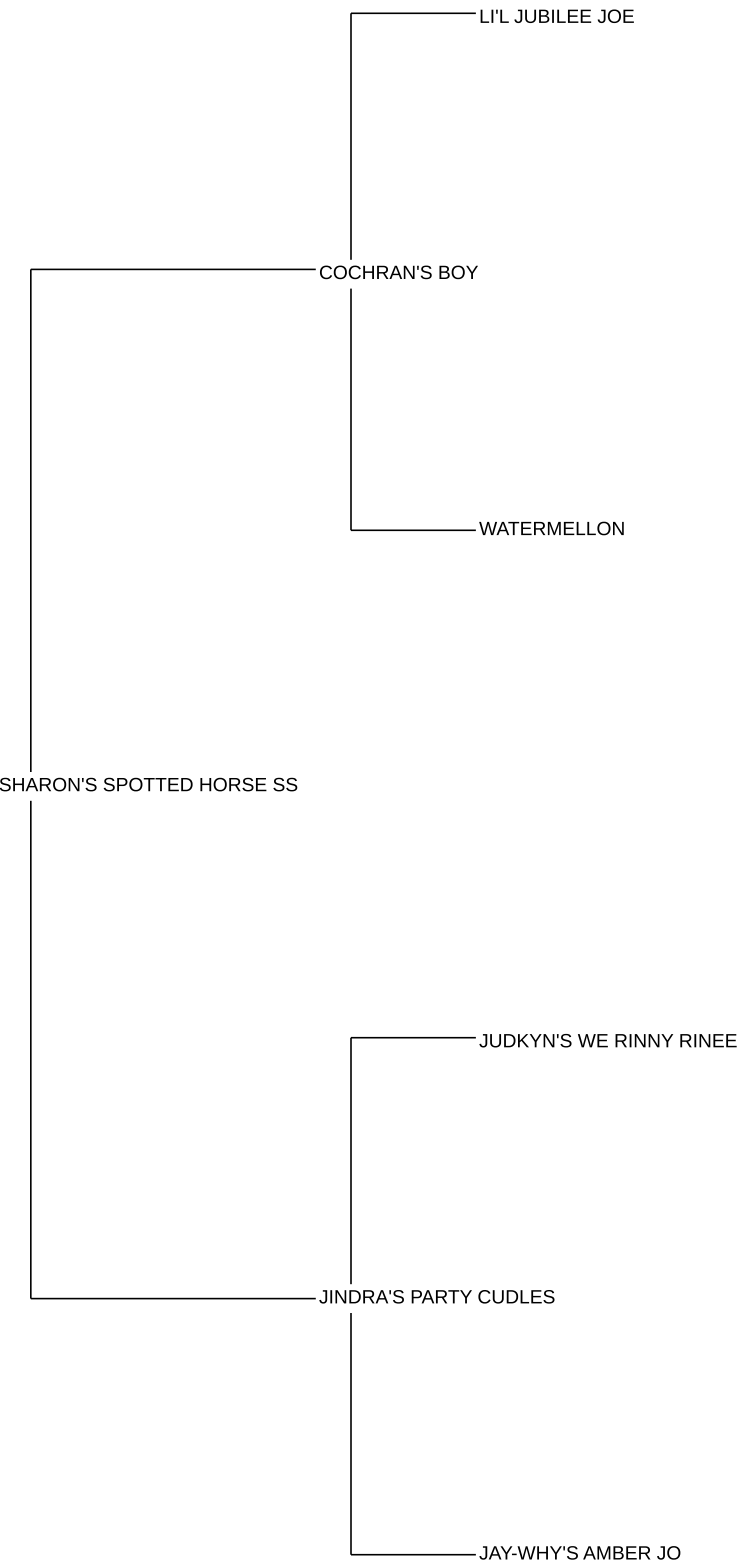 LI'L JUBILEE JOE
COCHRAN'S BOY
WATERMELLON
SHARON'S SPOTTED HORSE SS
JUDKYN'S WE RINNY RINEE
JINDRA'S PARTY CUDLES
JAY-WHY'S AMBER JO